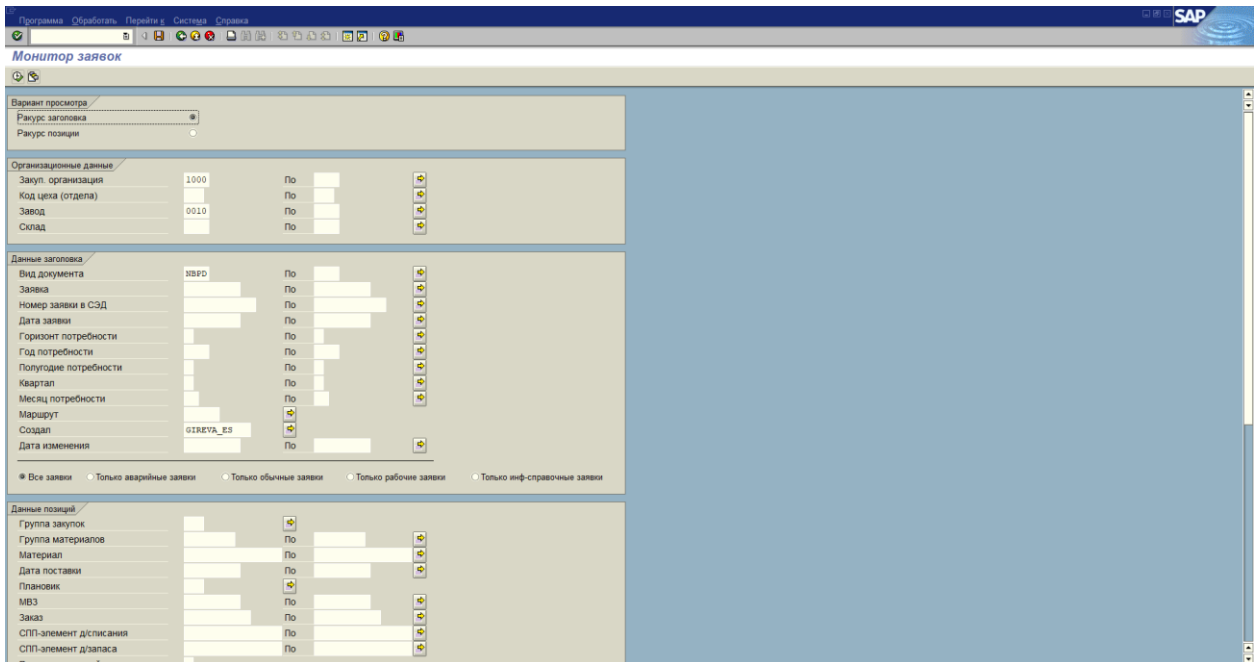 Программа Обработать Перейти к Система Справка
SAP
Монитор заявок
Вариант просмотра
Ракурс заголовка
Ракурс позиции
Организационные данные
Закуп. организация 1000 По
Код цеха (отдела) По
Завод 0010 По
Склад По
Данные заголовка
Вид документа NBPD По
Заявка По
Номер заявки в СЭД По
Дата заявки По
Горизонт потребности По
Год потребности По
Полугодие потребности По
Квартал По
Месяц потребности По
Маршрут
Создал GIREVA_ES
Дата изменения По
Все заявки Только аварийные заявки Только обычные заявки Только рабочие заявки Только инф-справочные заявки
Данные позиций
Группа закупок
Группа материалов По
Материал По
Дата поставки По
Плановик
МВЗ По
Заказ По
СПП-элемент д/списания По
СПП-элемент д/запаса По